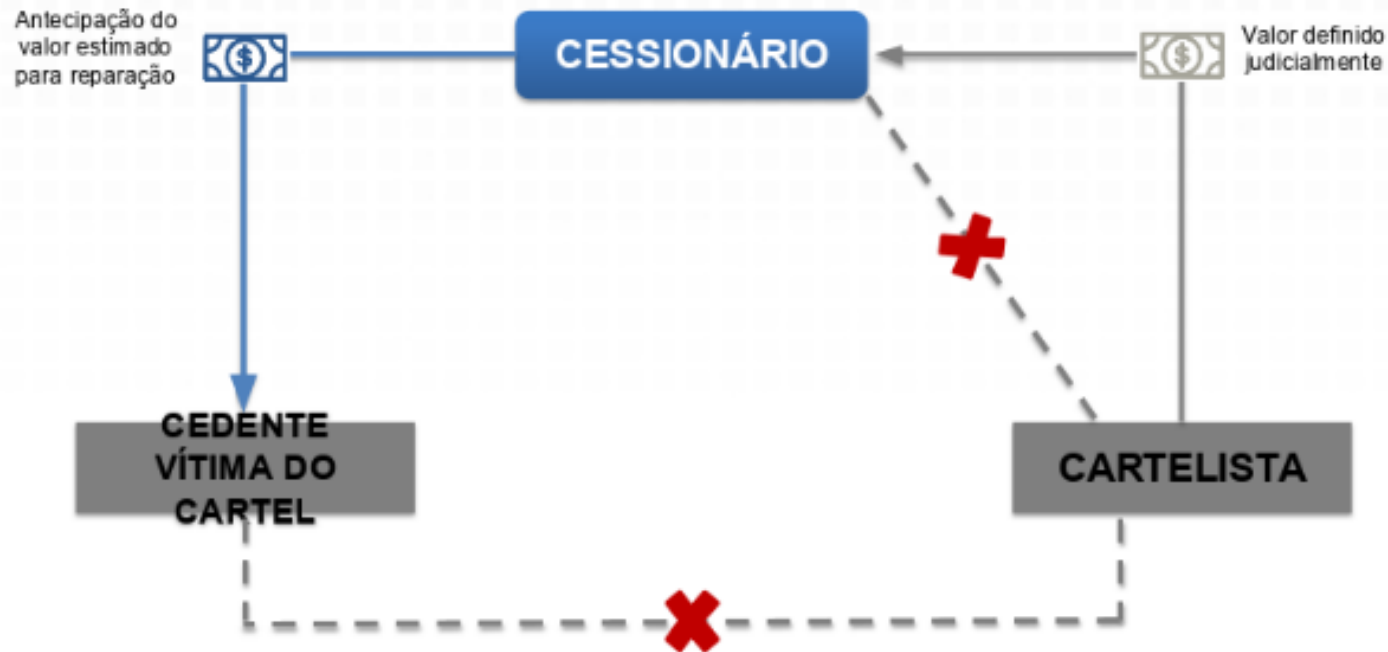 Antecipação do
valor estimado
para reparação
$
CESSIONÁRIO
$
Valor definido
judicialmente
CEDENTE
VÍTIMA DO
CARTEL
CARTELISTA